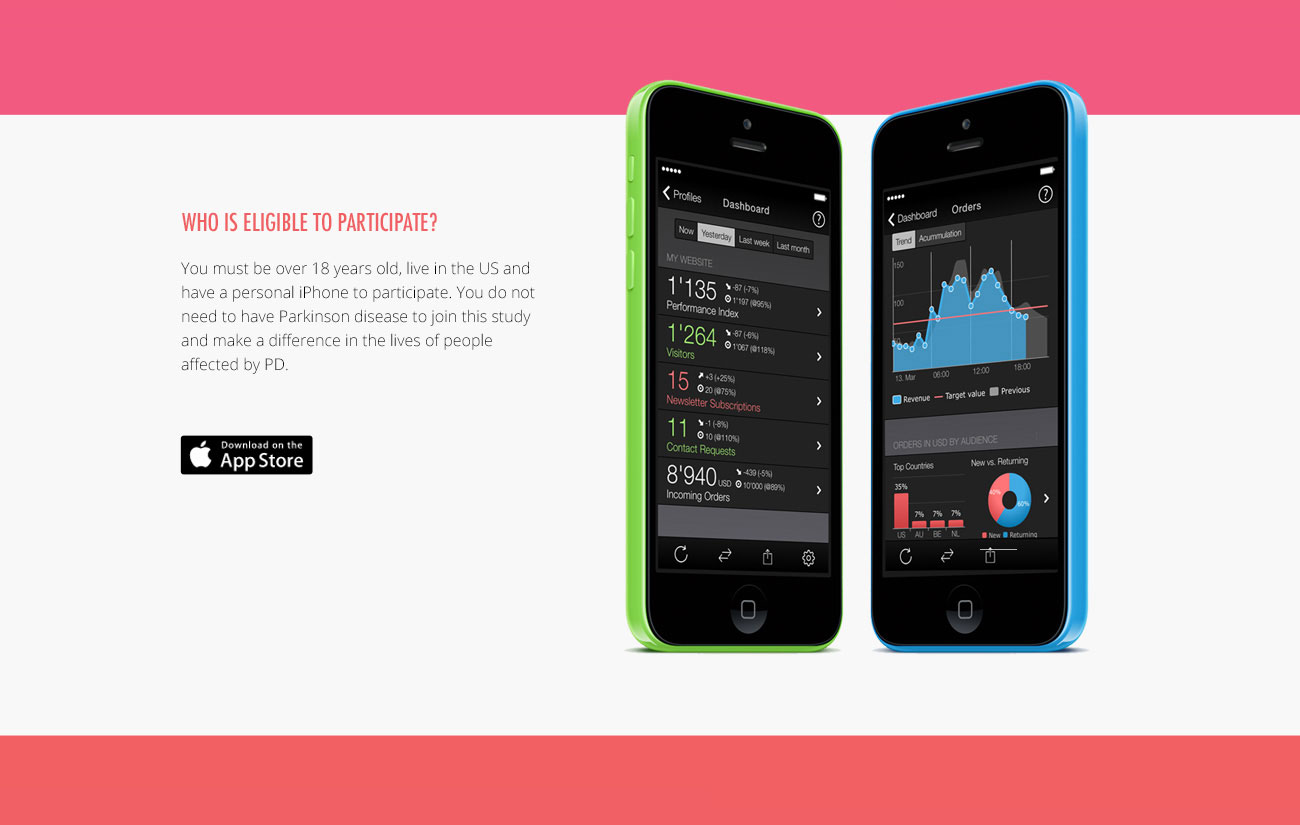 WHO IS ELIGIBLE TO PARTICIPATE?
You must be over 18 years old, live in the US and
have a personal iPhone to participate. You do not
need to have Parkinson disease to join this study
and make a difference in the lives of people
affected by PD.
Download on the
App Store
Profiles
Dashboard
?
Now Yesterday Last week Last month
MY WEBSITE
1'135 -87 (-7%)
1'197 (@95%)
Performance Index
1'264 -87 (-6%)
1'067 (@118%)
Visitors
15 +3 (+25%)
20 (@75%)
Newsletter Subscriptions
11 -1 (-8%)
10 (@110%)
Contact Requests
8'940 USD -439 (-5%)
10'000 (@89%)
Incoming Orders
Dashboard
Orders
?
Trend Acummulation
150
100
13. Mar 06:00 12:00 18:00
Revenue Target value Previous
ORDERS IN USD BY AUDIENCE
Top Countries
New vs. Returning
35%
7% 7% 7%
US AU BE NL
40%
60%
New Returning